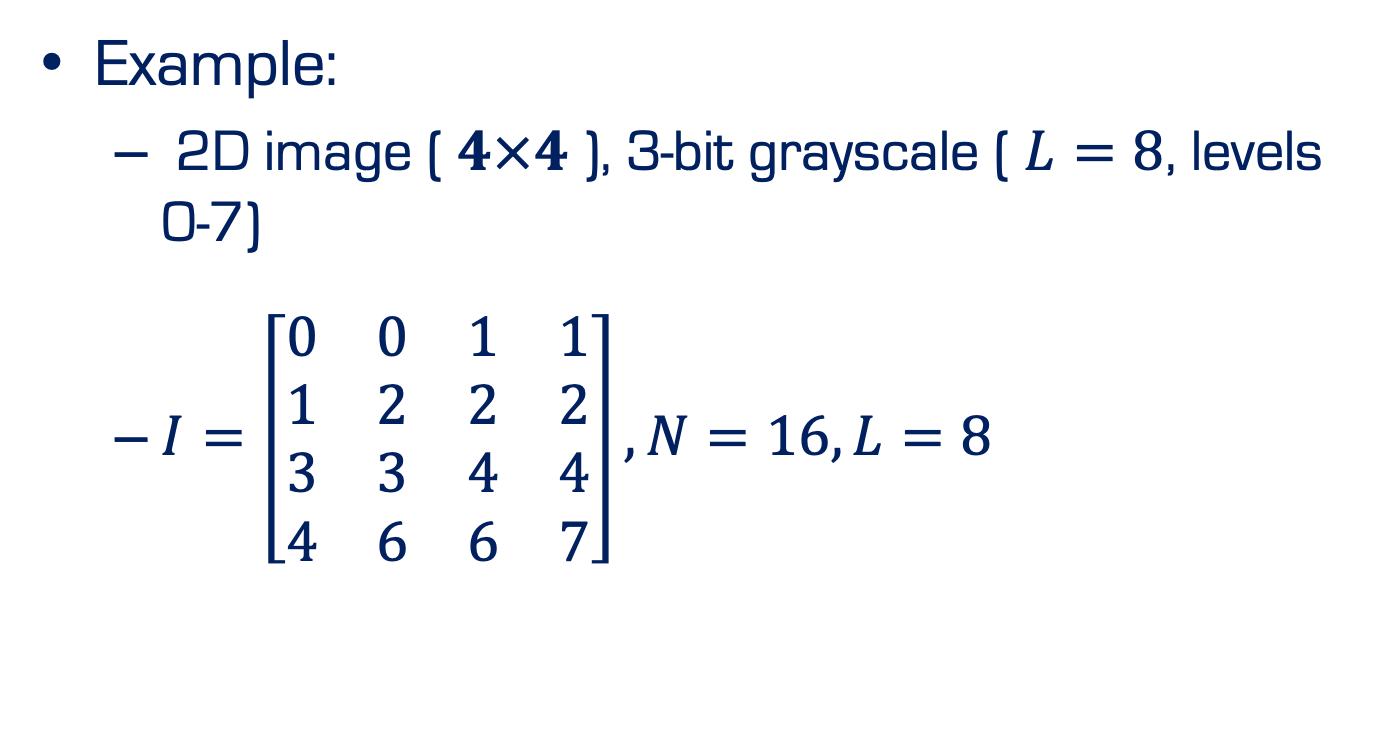 • Example:
– 2D image ( 4×4 ), 3-bit grayscale ( L = 8, levels
0-7)
0 0 1 1
1 2 2 2
– I = , N = 16, L = 8
3 3 4 4
4 6 6 7